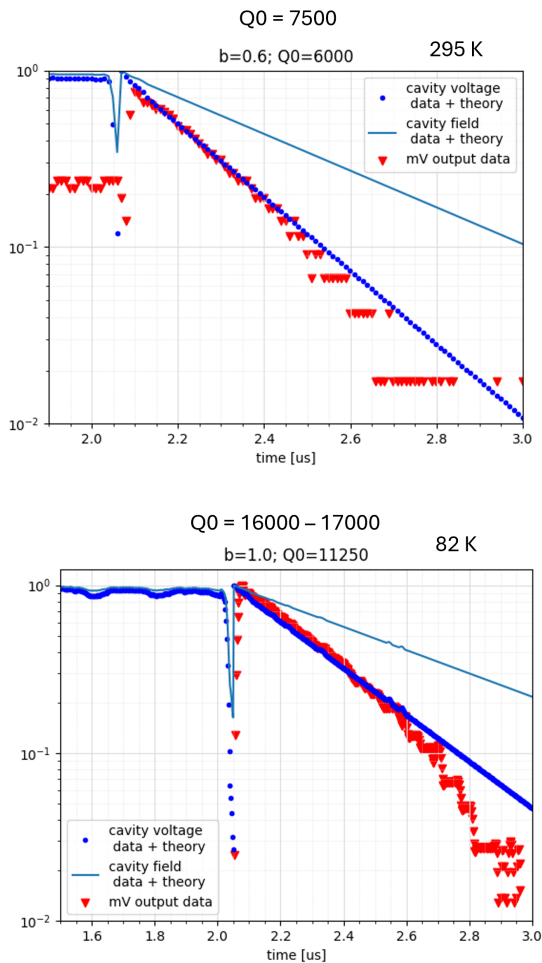 Q0 = 7500
b=0.6; Q0=6000
295 K
10⁰
cavity voltage
data + theory
cavity field
data + theory
mV output data
10⁻¹
10⁻²
2.0 2.2 2.4 2.6 2.8 3.0
time [us]
Q0 = 16000 – 17000
b=1.0; Q0=11250
82 K
10⁰
10⁻¹
cavity voltage
data + theory
cavity field
data + theory
mV output data
10⁻²
1.6 1.8 2.0 2.2 2.4 2.6 2.8 3.0
time [us]